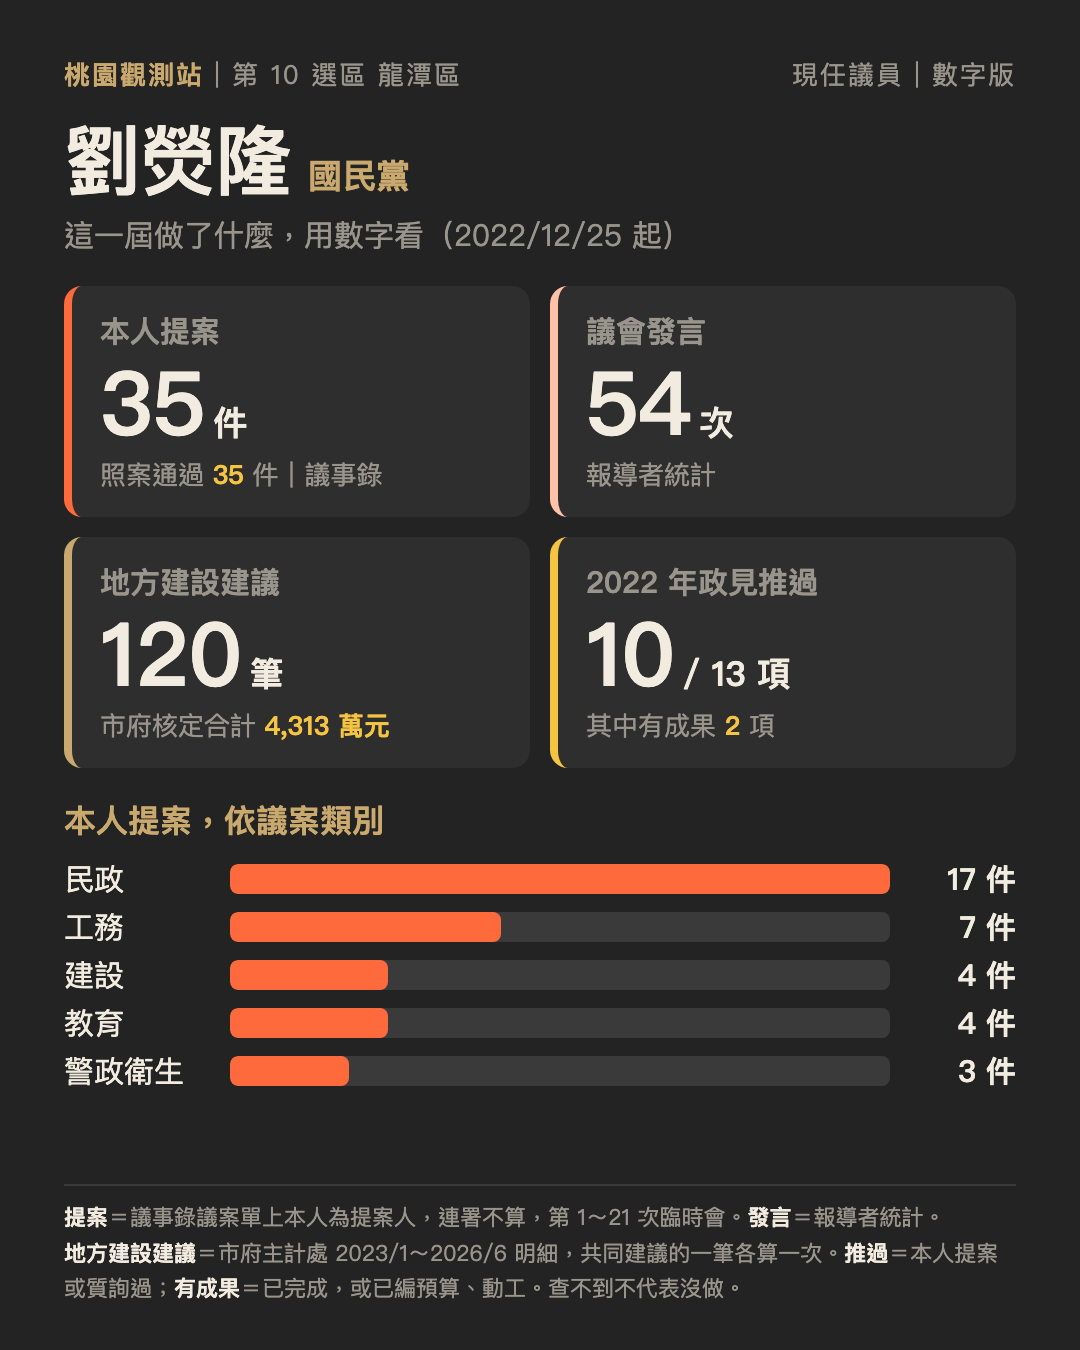 桃園觀測站｜第 10 選區 龍潭區
現任議員｜數字版
劉熒隆 國民黨
這一屆做了什麼，用數字看（2022/12/25 起）
本人提案
35 件
照案通過 35 件｜議事錄
議會發言
54 次
報導者統計
地方建設建議
120 筆
市府核定合計 4,313 萬元
2022 年政見推過
10 / 13 項
其中有成果 2 項
本人提案，依議案類別
民政 17 件
工務 7 件
建設 4 件
教育 4 件
警政衛生 3 件
提案＝議事錄議案單上本人為提案人，連署不算，第 1～21 次臨時會。發言＝報導者統計。
地方建設建議＝市府主計處 2023/1～2026/6 明細，共同建議的一筆各算一次。推過＝本人提案
或質詢過；有成果＝已完成，或已編預算、動工。查不到不代表沒做。